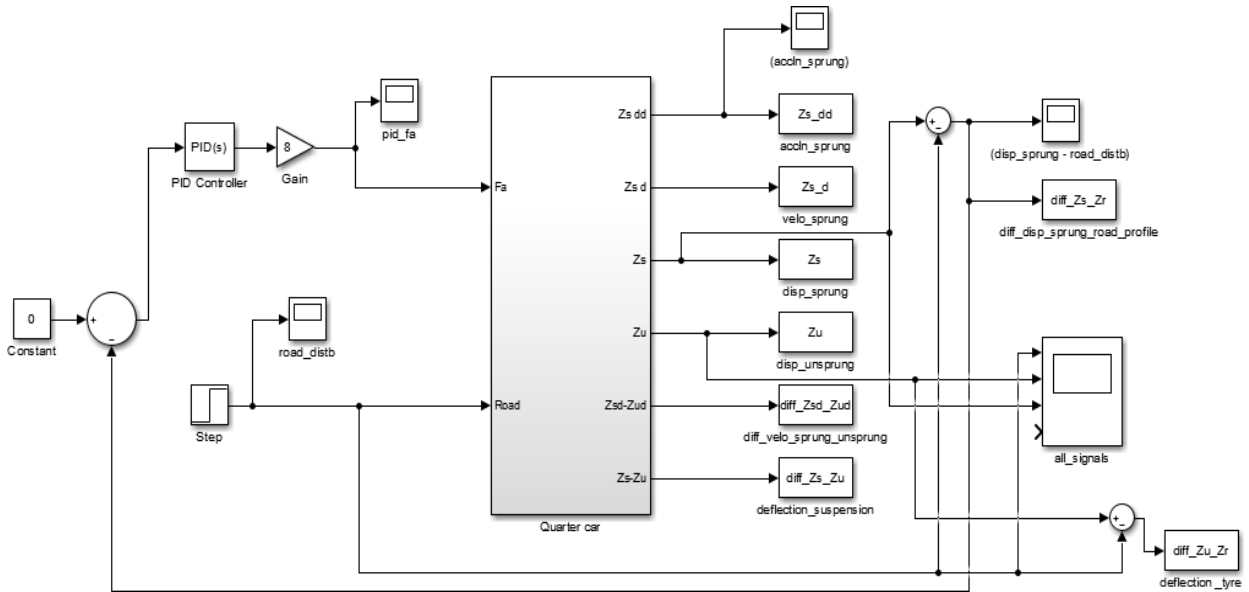 (accln_sprung)
pid_fa
PID(s)
PID Controller
8
Gain
0
Constant
+
−
road_distb
Step
Fa
Road
Zs dd
Zs d
Zs
Zu
Zsd-Zud
Zs-Zu
Quarter car
Zs_dd
accln_sprung
Zs_d
velo_sprung
Zs
disp_sprung
Zu
disp_unsprung
diff_Zsd_Zud
diff_velo_sprung_unsprung
diff_Zs_Zu
deflection_suspension
+
−
(disp_sprung - road_distb)
diff_Zs_Zr
diff_disp_sprung_road_profile
all_signals
+
−
diff_Zu_Zr
deflection _tyre